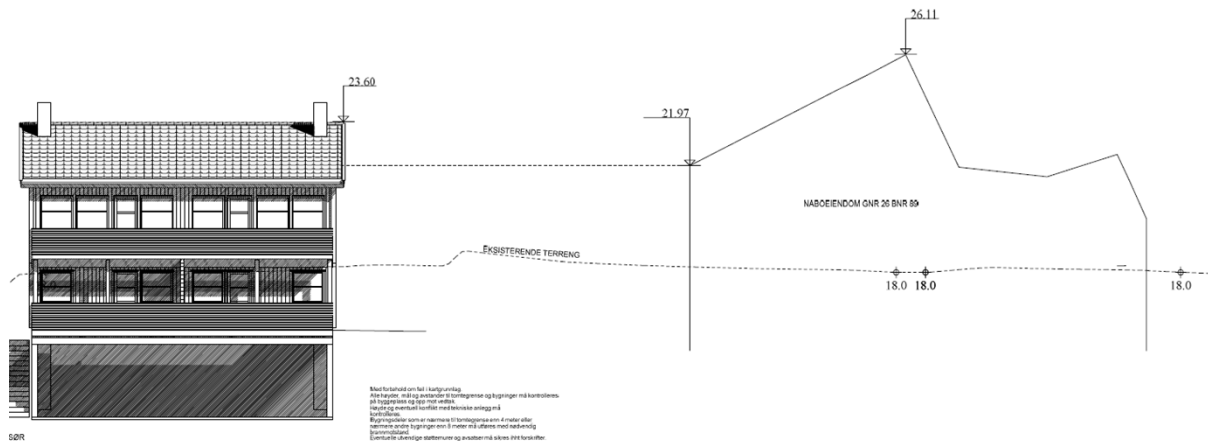 26.11
23.60
21.97
NABOEIENDOM GNR 26 BNR 89
EKSISTERENDE TERRENG
18.0 18.0 18.0
Med forbehold om feil i kartgrunnlag.
Alle høyder, mål og avstander til tomtegrense og bygninger må kontrolleres
på byggeplass og opp mot vedtak.
Høyde og eventuell konflikt med tekniske anlegg må
kontrolleres.
Bygningsdeler som er nærmere til tomtegrense enn 4 meter eller
nærmere andre bygninger enn 8 meter må utføres med nødvendig
brannmotstand.
Eventuelle utvendige støttemurer og avsatser må sikres ihht forskrifter.
SØR